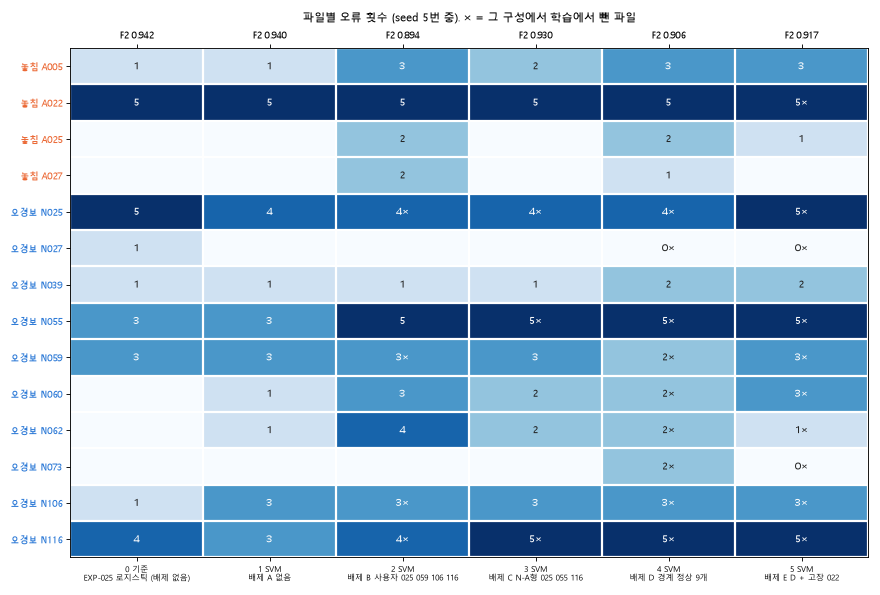 파일별 오류 횟수 (seed 5번 중). × = 그 구성에서 학습에서 뺀 파일
F2 0.942 F2 0.940 F2 0.894 F2 0.930 F2 0.906 F2 0.917
놓침 A005 1 1 3 2 3 3
놓침 A022 5 5 5 5 5 5×
놓침 A025 2 2 1
놓침 A027 2 1
오경보 N025 5 4 4× 4× 4× 5×
오경보 N027 1 0× 0×
오경보 N039 1 1 1 1 2 2
오경보 N055 3 3 5 5× 5× 5×
오경보 N059 3 3 3× 3 2× 3×
오경보 N060 1 3 2 2× 3×
오경보 N062 1 4 2 2× 1×
오경보 N073 2× 0×
오경보 N106 1 3 3× 3 3× 3×
오경보 N116 4 3 4× 5× 5× 5×
0 기준 1 SVM 2 SVM 3 SVM 4 SVM 5 SVM
EXP-025 로지스틱 (배제 없음) 배제 A 없음 배제 B 사용자 025 059 106 116 배제 C N-A형 025 055 116 배제 D 경계 정상 9개 배제 E D + 고장 022